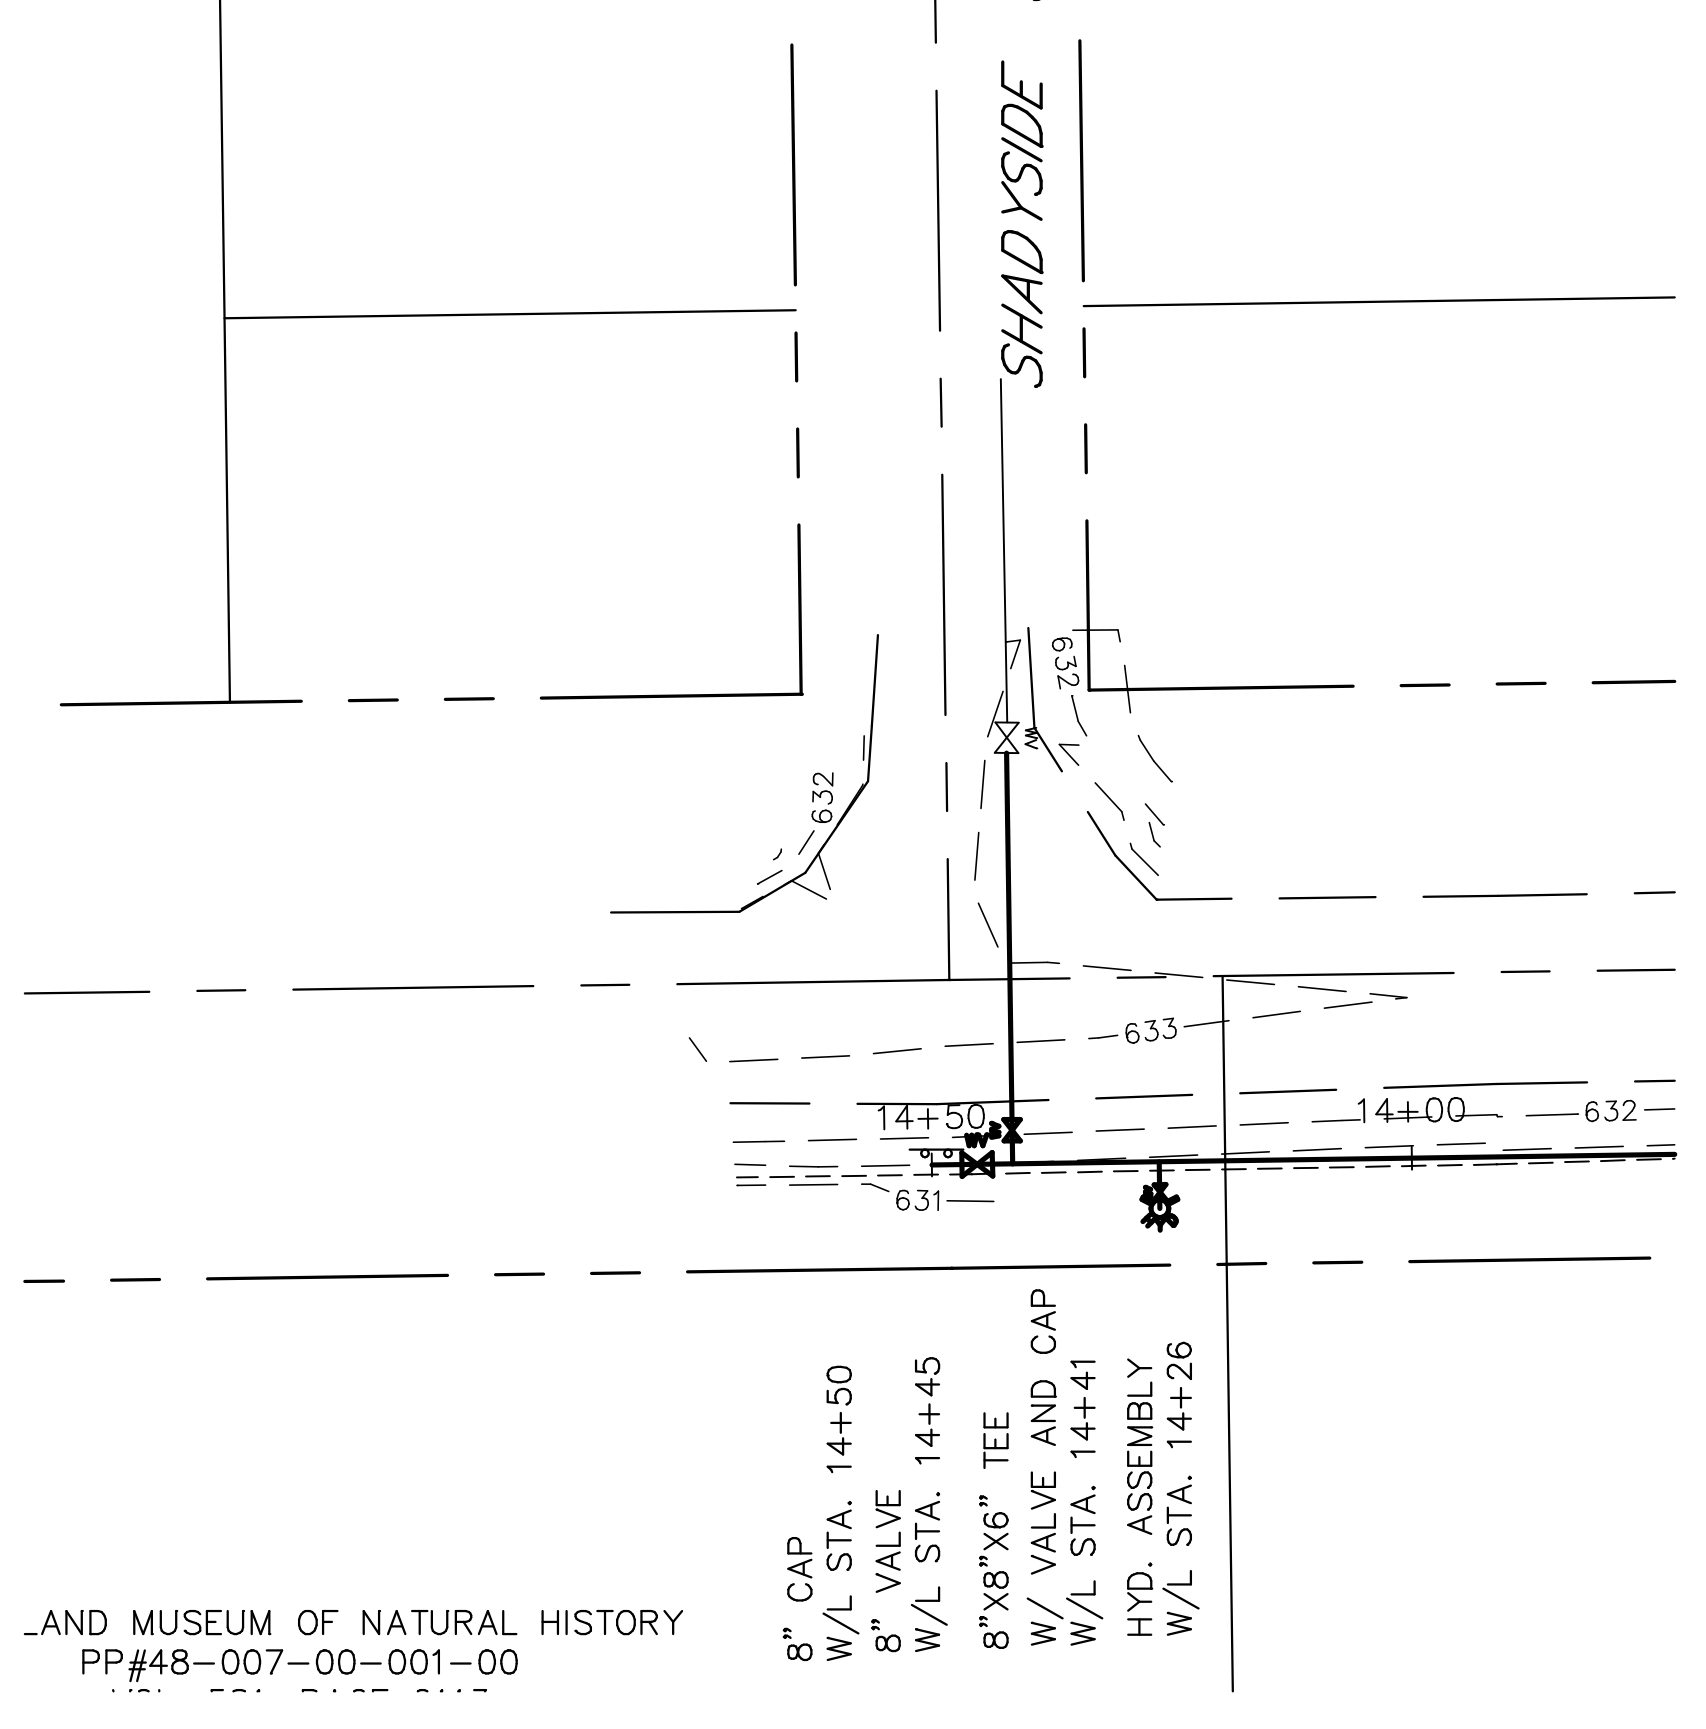 SHADYSIDE
632
632
633
14+50
14+00
632
631
8" CAP
W/L STA. 14+50
8" VALVE
W/L STA. 14+45
8"X8"X6" TEE
W/ VALVE AND CAP
W/L STA. 14+41
HYD. ASSEMBLY
W/L STA. 14+26
AND MUSEUM OF NATURAL HISTORY
PP#48-007-00-001-00